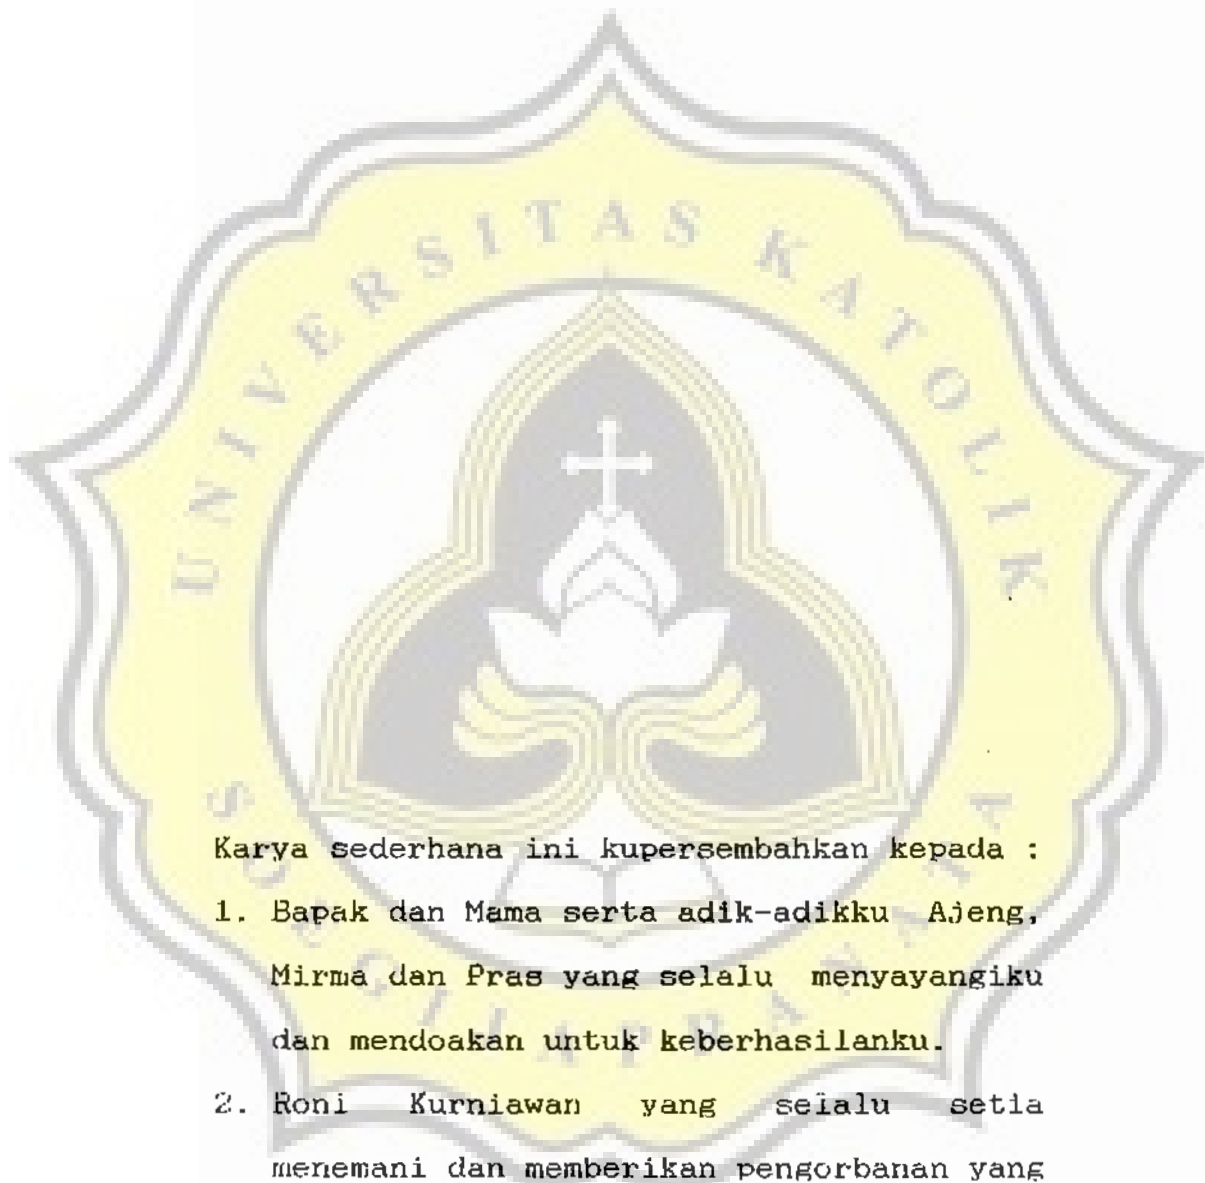 UNIVERSITAS KATOLIK
SOEGIJAPRANATA
Karya sederhana ini kupersembahkan kepada :
1. Bapak dan Mama serta adik-adikku Ajeng,
Mirma dan Pras yang selalu menyayangiku
dan mendoakan untuk keberhasilanku.
2. Roni Kurniawan yang selalu setia
menemani dan memberikan pengorbanan yang